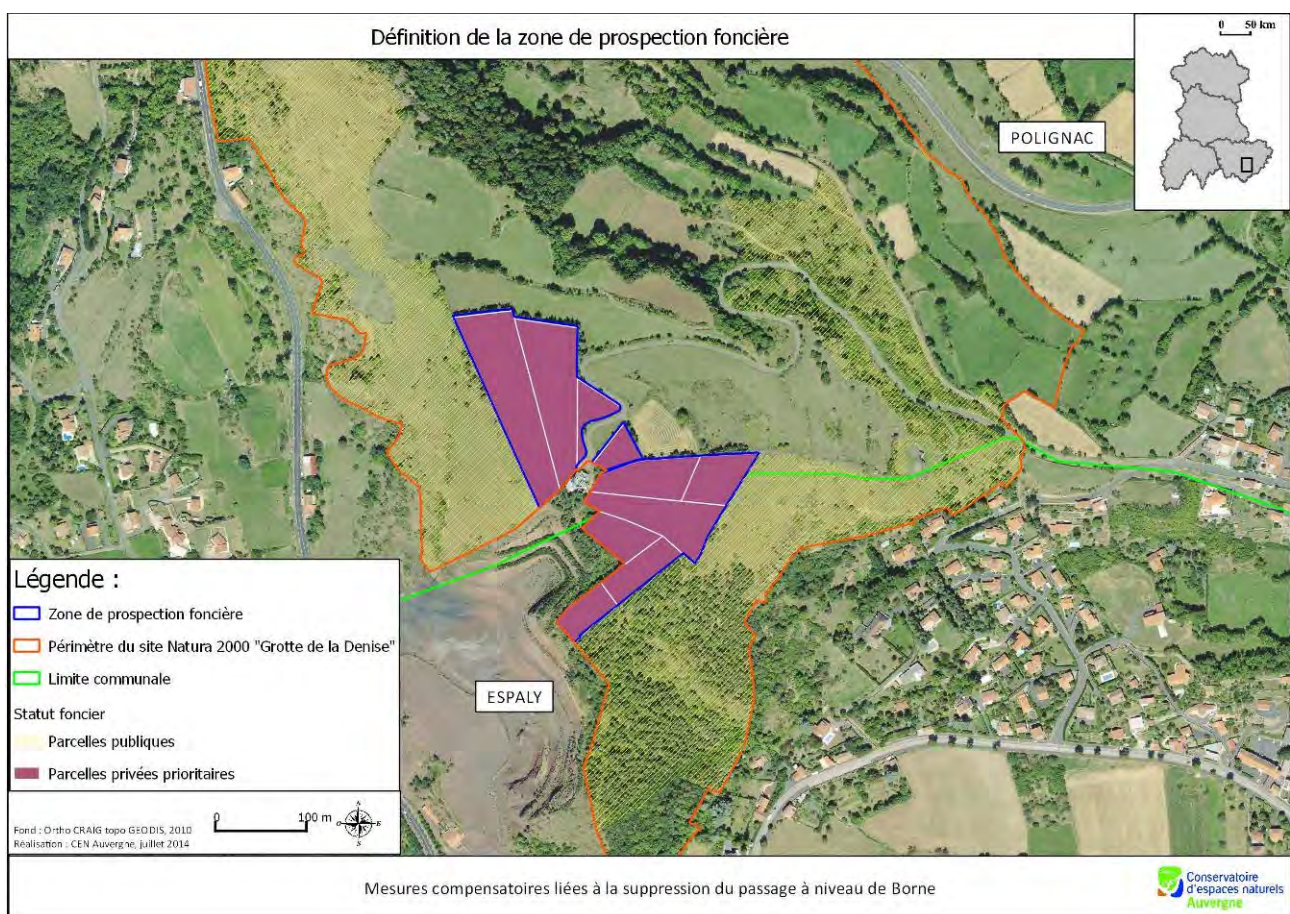 Définition de la zone de prospection foncière
0 50 km
POLIGNAC
ESPALY
Légende :
Zone de prospection foncière
Périmètre du site Natura 2000 "Grotte de la Denise"
Limite communale
Statut foncier
Parcelles publiques
Parcelles privées prioritaires
0 100 m
N
O E
S
Fond : Ortho CRAIG topo GEODIS, 2010
Réalisation : CEN Auvergne, juillet 2014
Mesures compensatoires liées à la suppression du passage à niveau de Borne
Conservatoire
d'espaces naturels
Auvergne